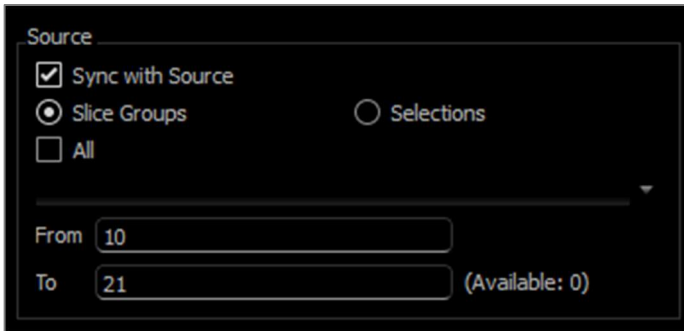 Source
Sync with Source
Slice Groups Selections
All
From 10
To 21 (Available: 0)